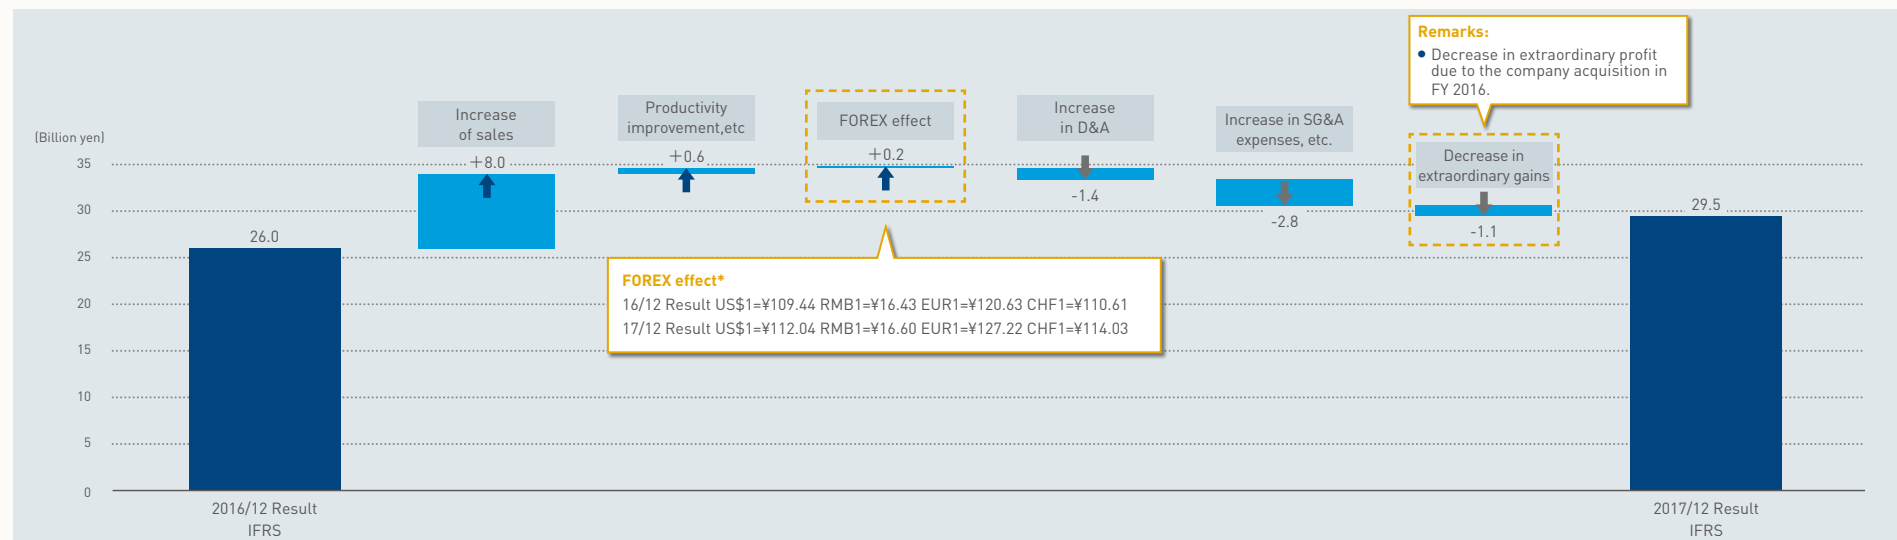 Remarks:
● Decrease in extraordinary profit
due to the company acquisition in
FY 2016.
(Billion yen)
35
30
25
20
15
10
5
0
26.0
2016/12 Result
IFRS
Increase
of sales
+8.0
Productivity
improvement,etc
+0.6
FOREX effect
+0.2
Increase
in D&A
-1.4
Increase in SG&A
expenses, etc.
-2.8
Decrease in
extraordinary gains
-1.1
29.5
2017/12 Result
IFRS
FOREX effect*
16/12 Result US$1=¥109.44 RMB1=¥16.43 EUR1=¥120.63 CHF1=¥110.61
17/12 Result US$1=¥112.04 RMB1=¥16.60 EUR1=¥127.22 CHF1=¥114.03